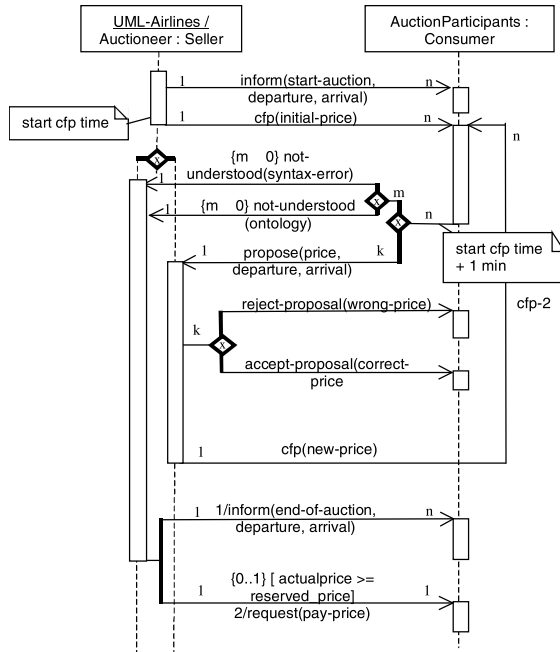 UML-Airlines /
Auctioneer : Seller
AuctionParticipants :
Consumer
1
inform(start-auction,
n
departure, arrival)
start cfp time
1
cfp(initial-price)
n
n
x
{m 0} not-
understood(syntax-error)
1
x
m
1
{m 0} not-understood
(ontology)
x
n
start cfp time
+ 1 min
1
propose(price,
k
departure, arrival)
cfp-2
reject-proposal(wrong-price)
k
x
accept-proposal(correct-
price
1
cfp(new-price)
1
1/inform(end-of-auction,
n
departure, arrival)
{0..1} [ actualprice >=
1
reserved_price]
1
2/request(pay-price)